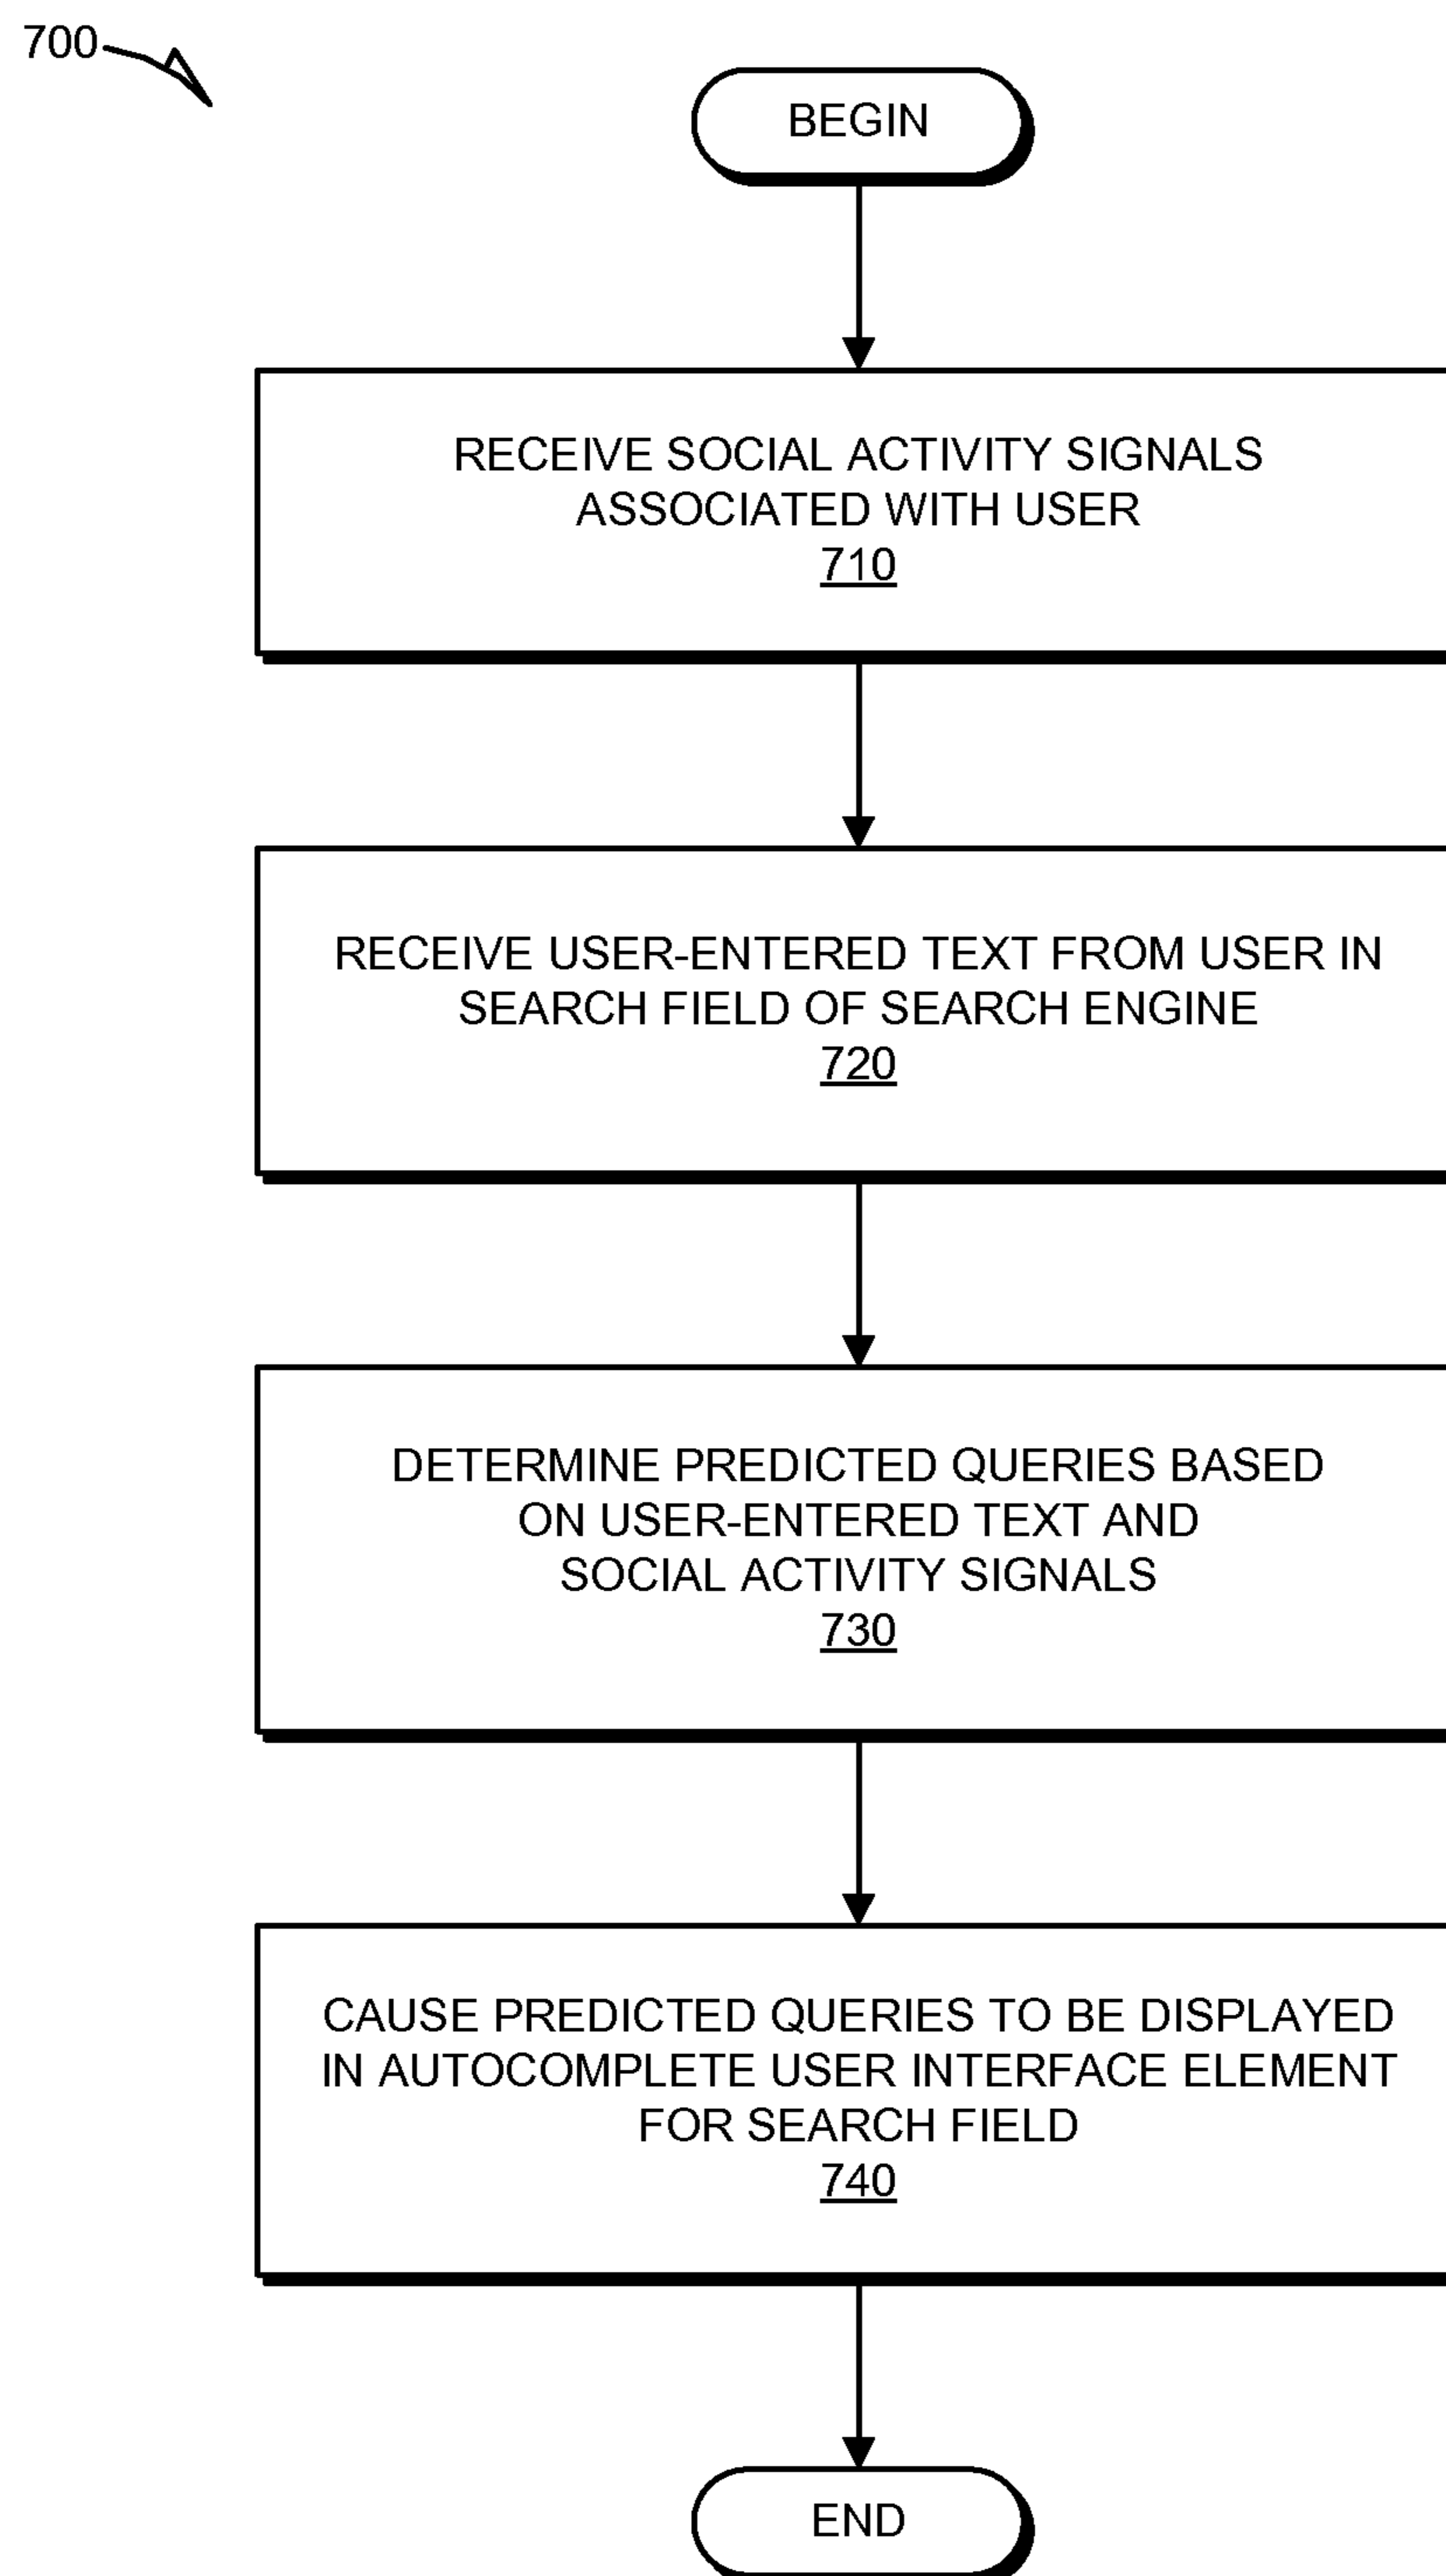 700
BEGIN
RECEIVE SOCIAL ACTIVITY SIGNALS
ASSOCIATED WITH USER
710
RECEIVE USER-ENTERED TEXT FROM USER IN
SEARCH FIELD OF SEARCH ENGINE
720
DETERMINE PREDICTED QUERIES BASED
ON USER-ENTERED TEXT AND
SOCIAL ACTIVITY SIGNALS
730
CAUSE PREDICTED QUERIES TO BE DISPLAYED
IN AUTOCOMPLETE USER INTERFACE ELEMENT
FOR SEARCH FIELD
740
END